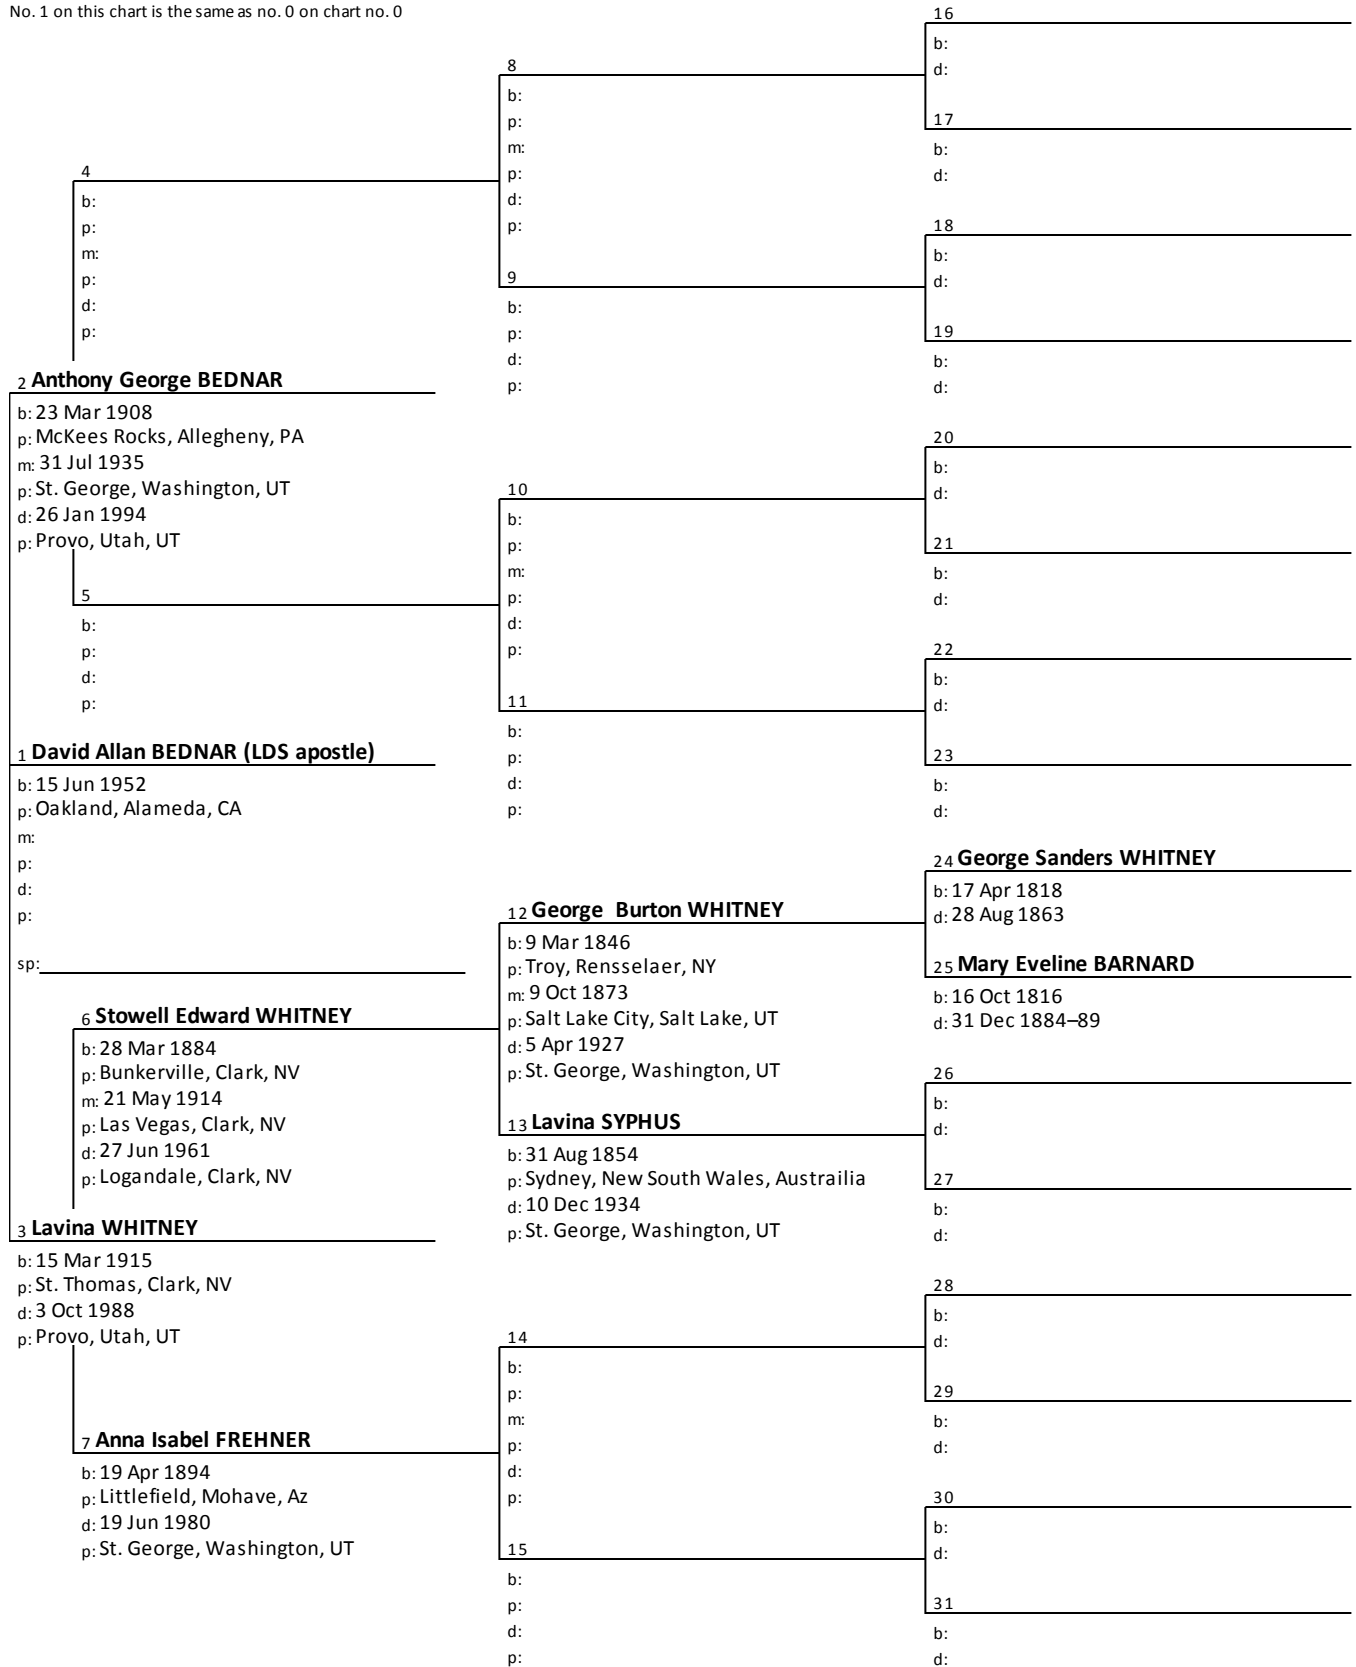 No. 1 on this chart is the same as no. 0 on chart no. 0
16
b:
d:
8
b:
p:
m:
p:
d:
p:
17
b:
d:
4
b:
p:
m:
p:
d:
p:
18
b:
d:
9
b:
p:
d:
p:
19
b:
d:
2 Anthony George BEDNAR
b: 23 Mar 1908
p: McKees Rocks, Allegheny, PA
m: 31 Jul 1935
p: St. George, Washington, UT
d: 26 Jan 1994
p: Provo, Utah, UT
20
b:
d:
10
b:
p:
m:
p:
d:
p:
21
b:
d:
5
b:
p:
d:
p:
22
b:
d:
11
b:
p:
d:
p:
23
b:
d:
1 David Allan BEDNAR (LDS apostle)
b: 15 Jun 1952
p: Oakland, Alameda, CA
m:
p:
d:
p:
sp:
24 George Sanders WHITNEY
b: 17 Apr 1818
d: 28 Aug 1863
12 George  Burton WHITNEY
b: 9 Mar 1846
p: Troy, Rensselaer, NY
m: 9 Oct 1873
p: Salt Lake City, Salt Lake, UT
d: 5 Apr 1927
p: St. George, Washington, UT
25 Mary Eveline BARNARD
b: 16 Oct 1816
d: 31 Dec 1884–89
6 Stowell Edward WHITNEY
b: 28 Mar 1884
p: Bunkerville, Clark, NV
m: 21 May 1914
p: Las Vegas, Clark, NV
d: 27 Jun 1961
p: Logandale, Clark, NV
26
b:
d:
13 Lavina SYPHUS
b: 31 Aug 1854
p: Sydney, New South Wales, Austrailia
d: 10 Dec 1934
p: St. George, Washington, UT
27
b:
d:
3 Lavina WHITNEY
b: 15 Mar 1915
p: St. Thomas, Clark, NV
d: 3 Oct 1988
p: Provo, Utah, UT
28
b:
d:
14
b:
p:
m:
p:
d:
p:
29
b:
d:
7 Anna Isabel FREHNER
b: 19 Apr 1894
p: Littlefield, Mohave, Az
d: 19 Jun 1980
p: St. George, Washington, UT
30
b:
d:
15
b:
p:
d:
p:
31
b:
d: